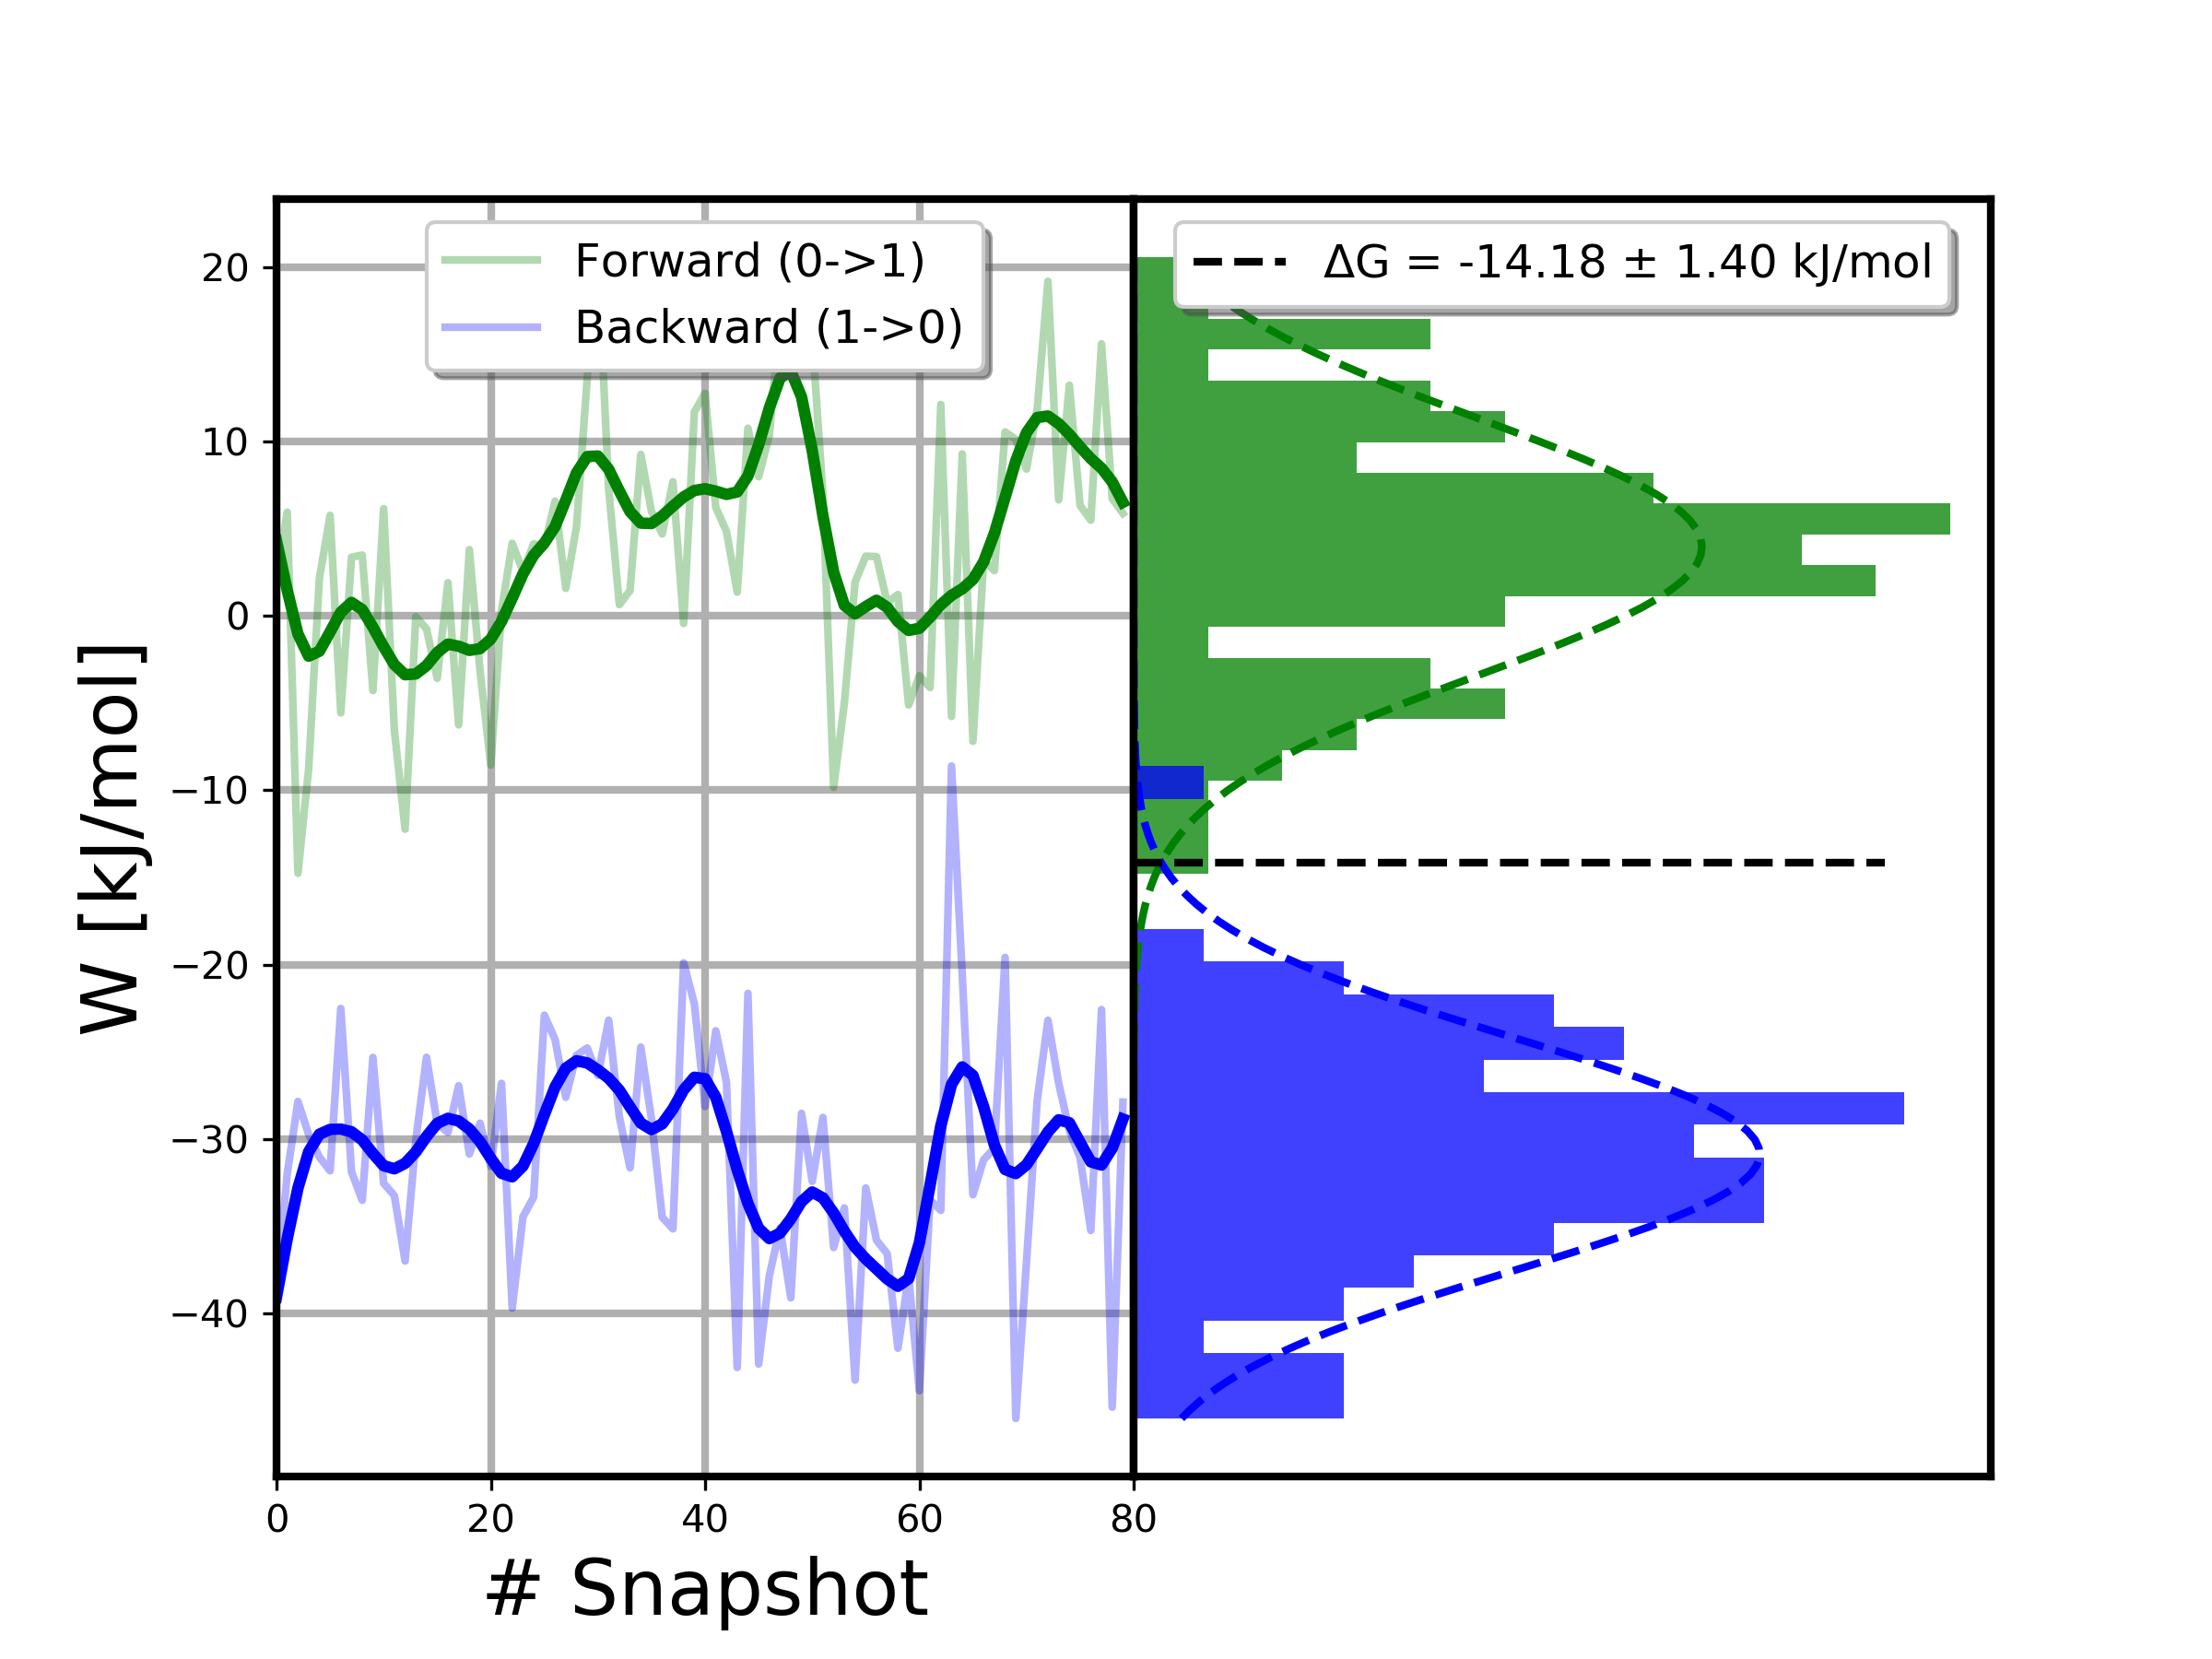 Forward (0->1)
Backward (1->0)
ΔG = -14.18 ± 1.40 kJ/mol
20
10
0
−10
−20
−30
−40
W [kJ/mol]
0
20
40
60
80
# Snapshot